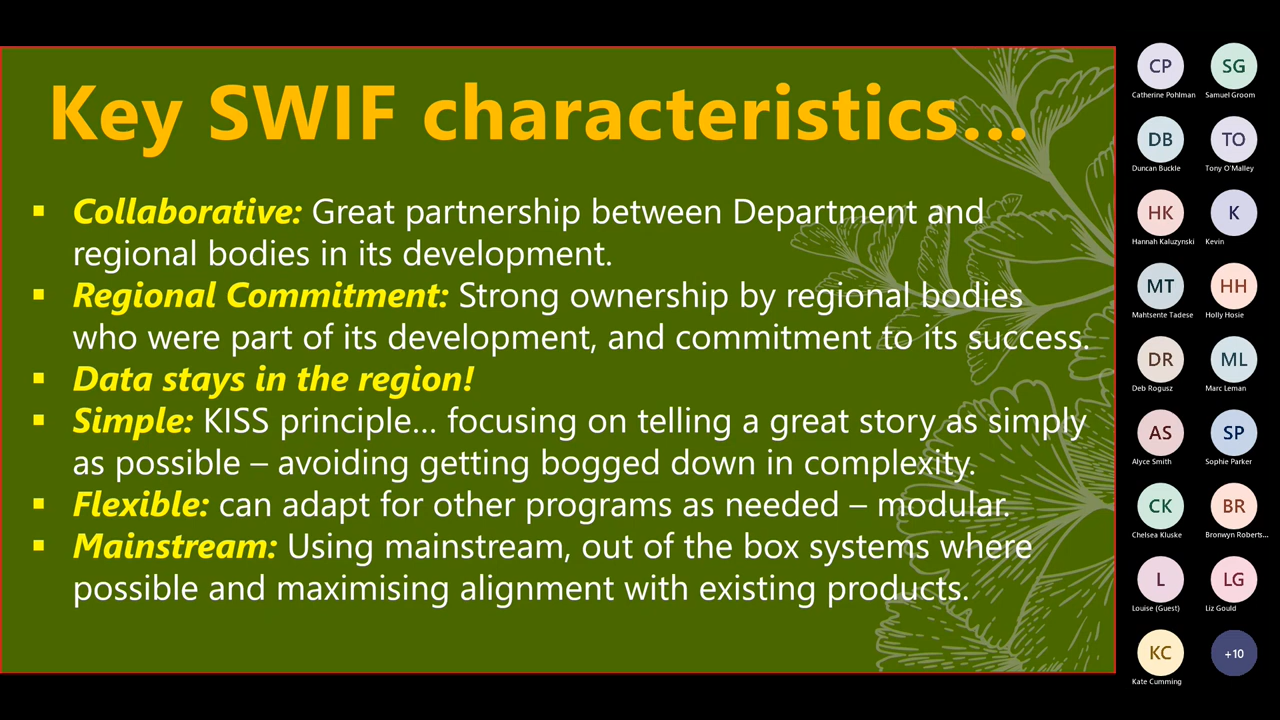 Key SWIF characteristics...
▪ Collaborative: Great partnership between Department and
regional bodies in its development.
▪ Regional Commitment: Strong ownership by regional bodies
who were part of its development, and commitment to its success.
▪ Data stays in the region!
▪ Simple: KISS principle... focusing on telling a great story as simply
as possible – avoiding getting bogged down in complexity.
▪ Flexible: can adapt for other programs as needed – modular.
▪ Mainstream: Using mainstream, out of the box systems where
possible and maximising alignment with existing products.
CP SG
Catherine Pohlman Samuel Groom
DB TO
Duncan Buckle Tony O'Malley
HK K
Hannah Kaluzynski Kevin
MT HH
Mahtsente Tadese Holly Hosie
DR ML
Deb Rogusz Marc Leman
AS SP
Alyce Smith Sophie Parker
CK BR
Chelsea Kluske Bronwyn Roberts...
L LG
Louise (Guest) Liz Gould
KC +10
Kate Cumming